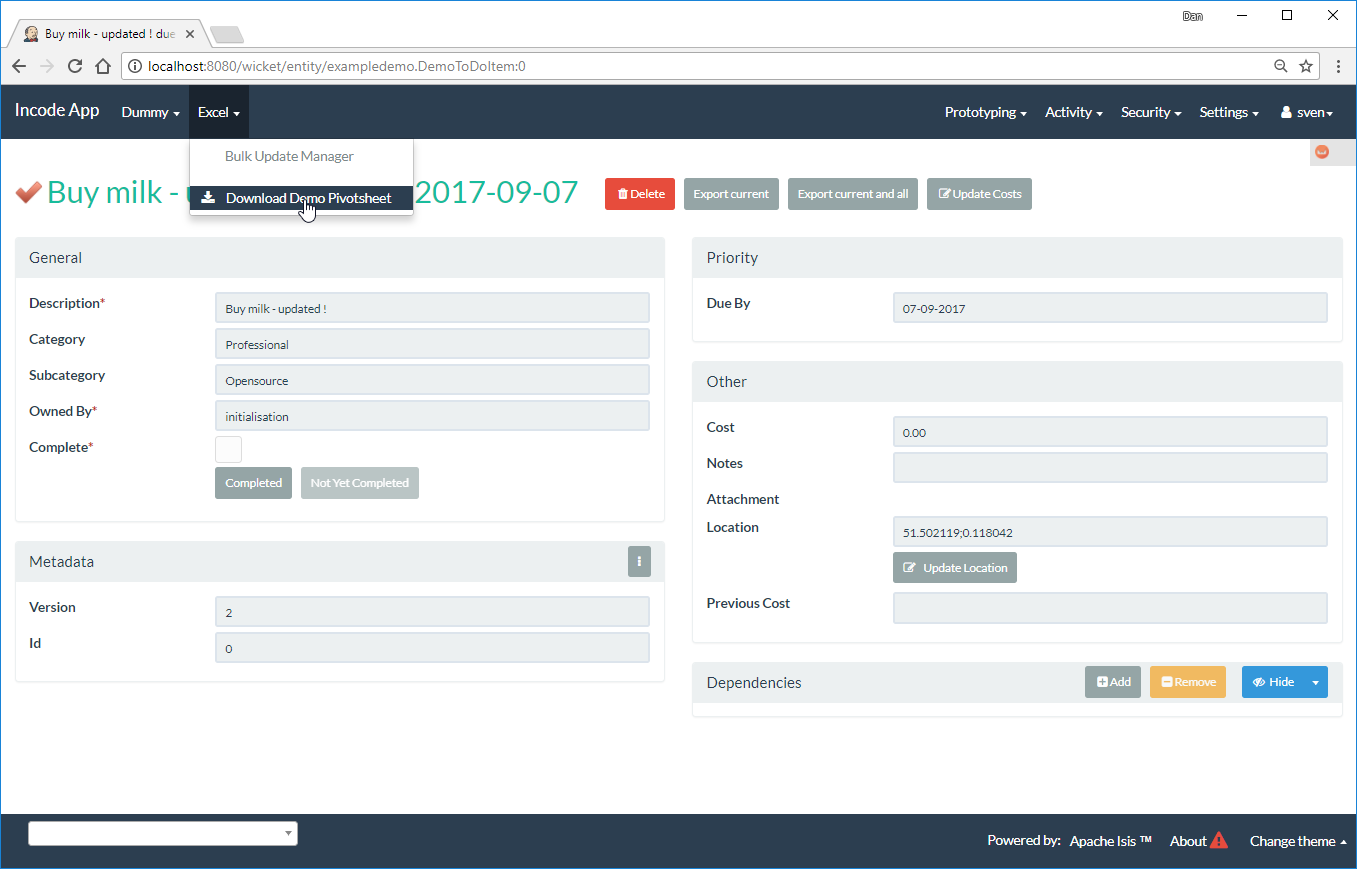 Buy milk - updated ! due
Dan
localhost:8080/wicket/entity/exampledemo.DemoToDoItem:0
Incode App Dummy Excel Prototyping Activity Security Settings sven
Bulk Update Manager
Download Demo Pivotsheet
Buy milk - 2017-09-07
Delete Export current Export current and all Update Costs
General
Description*
Buy milk - updated !
Category
Professional
Subcategory
Opensource
Owned By*
initialisation
Complete*
Completed Not Yet Completed
Metadata
Version
2
Id
0
Priority
Due By
07-09-2017
Other
Cost
0.00
Notes
Attachment
Location
51.502119;0.118042
Update Location
Previous Cost
Dependencies Add Remove Hide
Powered by: Apache Isis ™ About Change theme